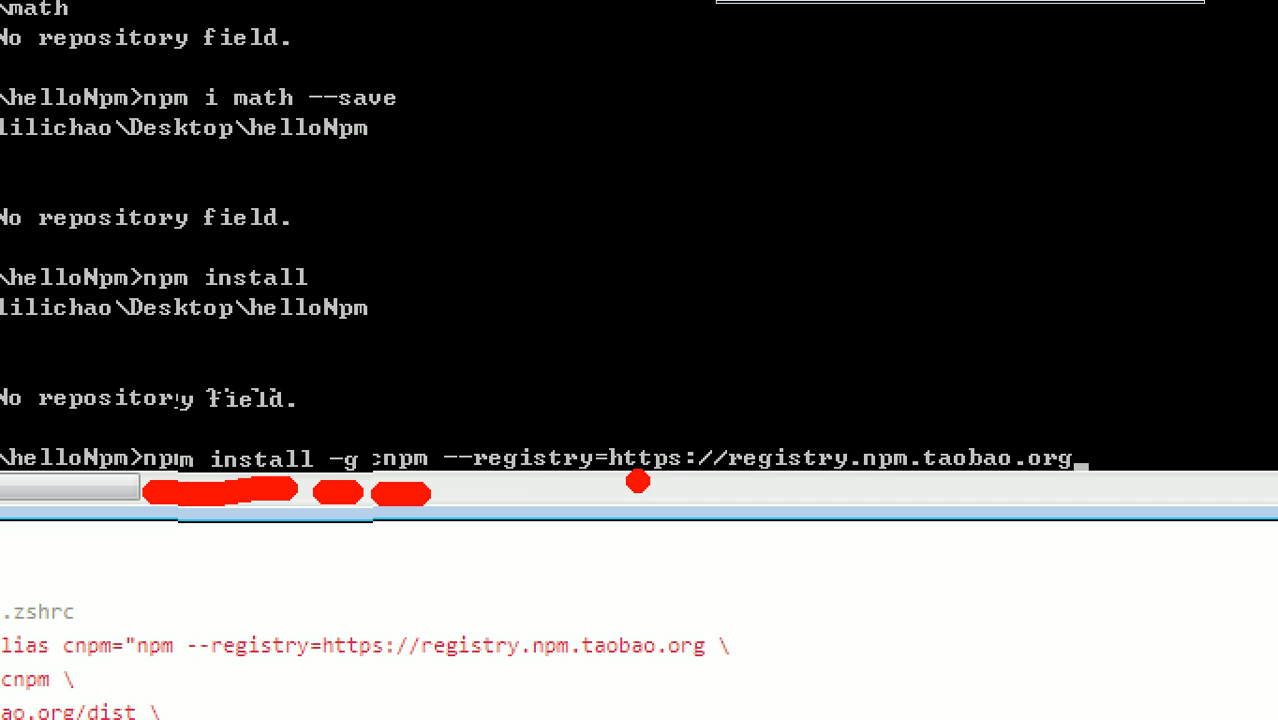 \math
No repository field.
\helloNpm>npm i math --save
lilichao\Desktop\helloNpm
No repository field.
\helloNpm>npm install
lilichao\Desktop\helloNpm
No repository field.
\helloNpm>npm install -g cnpm --registry=https://registry.npm.taobao.org_
.zshrc
lias cnpm="npm --registry=https://registry.npm.taobao.org \
cnpm \
ao.org/dist \